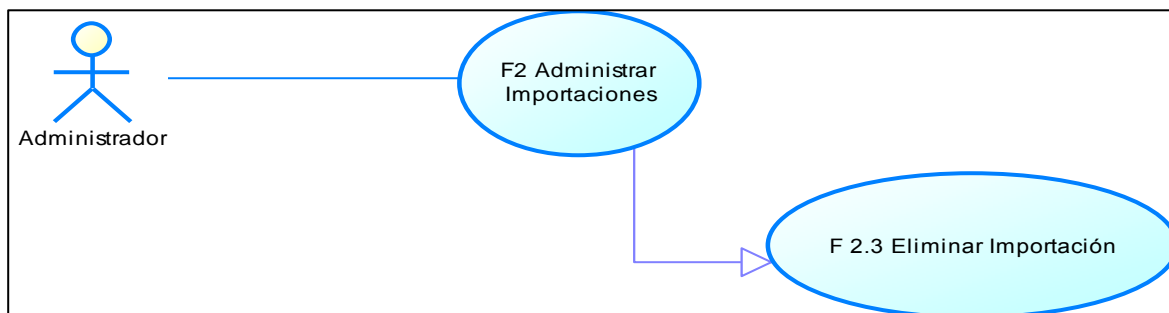 F2 Administrar
Importaciones
Administrador
F 2.3 Eliminar Importación